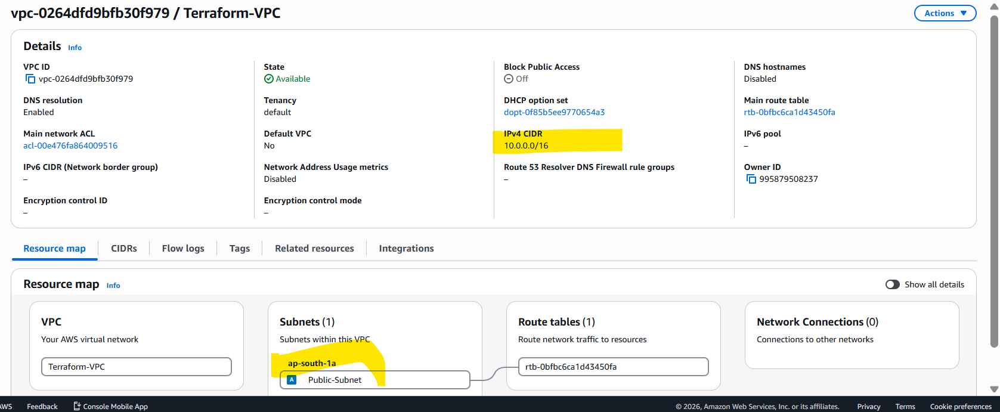 vpc-0264dfd9bfb30f979 / Terraform-VPC
Actions
Details Info
VPC ID
vpc-0264dfd9bfb30f979
State
Available
Block Public Access
Off
DNS hostnames
Disabled
DNS resolution
Enabled
Tenancy
default
DHCP option set
dopt-0f85b5ee9770654a3
Main route table
rtb-0bfbc6ca1d43450fa
Main network ACL
acl-00e476fa864009516
Default VPC
No
IPv4 CIDR
10.0.0.0/16
IPv6 pool
–
IPv6 CIDR (Network border group)
–
Network Address Usage metrics
Disabled
Route 53 Resolver DNS Firewall rule groups
–
Owner ID
995879508237
Encryption control ID
–
Encryption control mode
–
Resource map
CIDRs
Flow logs
Tags
Related resources
Integrations
Resource map Info
Show all details
VPC
Your AWS virtual network
Terraform-VPC
Subnets (1)
Subnets within this VPC
ap-south-1a
A Public-Subnet
Route tables (1)
Route network traffic to resources
rtb-0bfbc6ca1d43450fa
Network Connections (0)
Connections to other networks
AWS
Feedback
Console Mobile App
© 2026, Amazon Web Services, Inc. or its affiliates.
Privacy
Terms
Cookie preferences